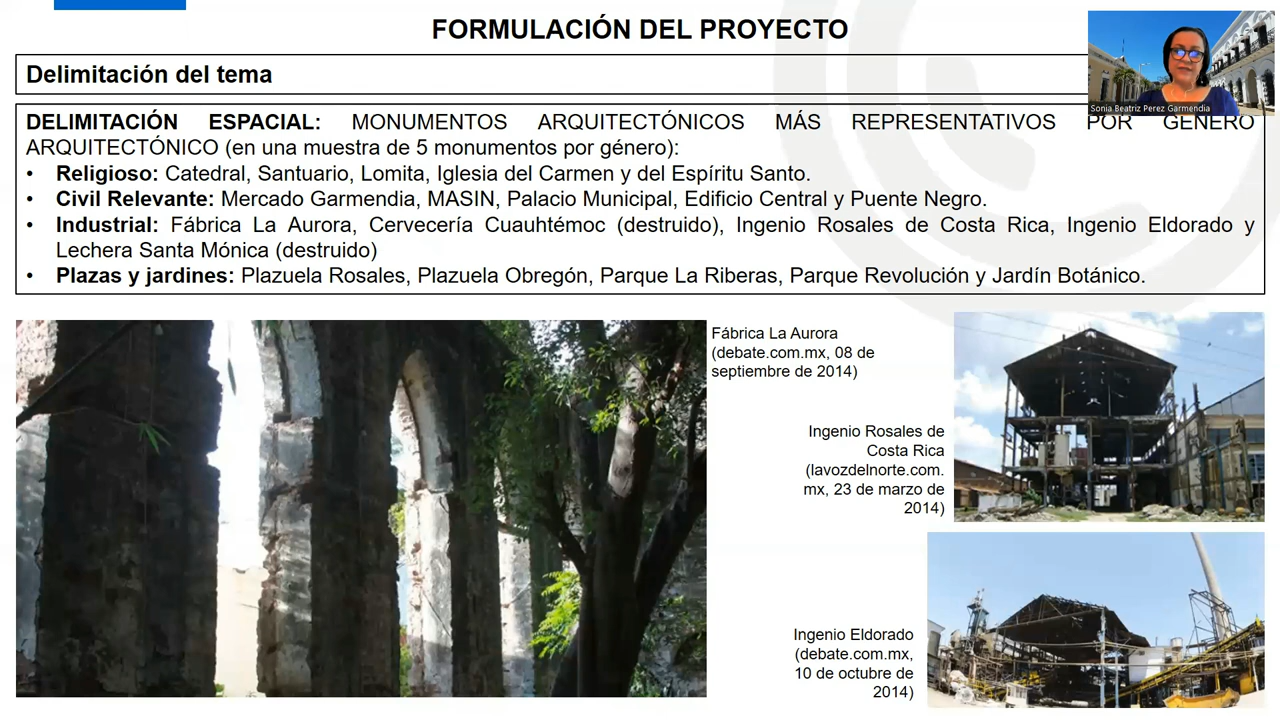 FORMULACIÓN DEL PROYECTO
Delimitación del tema
Sonia Beatriz Perez Garmendia
DELIMITACIÓN ESPACIAL: MONUMENTOS ARQUITECTÓNICOS MÁS REPRESENTATIVOS POR GÉNERO
ARQUITECTÓNICO (en una muestra de 5 monumentos por género):
• Religioso: Catedral, Santuario, Lomita, Iglesia del Carmen y del Espíritu Santo.
• Civil Relevante: Mercado Garmendia, MASIN, Palacio Municipal, Edificio Central y Puente Negro.
• Industrial: Fábrica La Aurora, Cervecería Cuauhtémoc (destruido), Ingenio Rosales de Costa Rica, Ingenio Eldorado y
Lechera Santa Mónica (destruido)
• Plazas y jardines: Plazuela Rosales, Plazuela Obregón, Parque La Riberas, Parque Revolución y Jardín Botánico.
Fábrica La Aurora
(debate.com.mx, 08 de
septiembre de 2014)
Ingenio Rosales de
Costa Rica
(lavozdelnorte.com.
mx, 23 de marzo de
2014)
Ingenio Eldorado
(debate.com.mx,
10 de octubre de
2014)